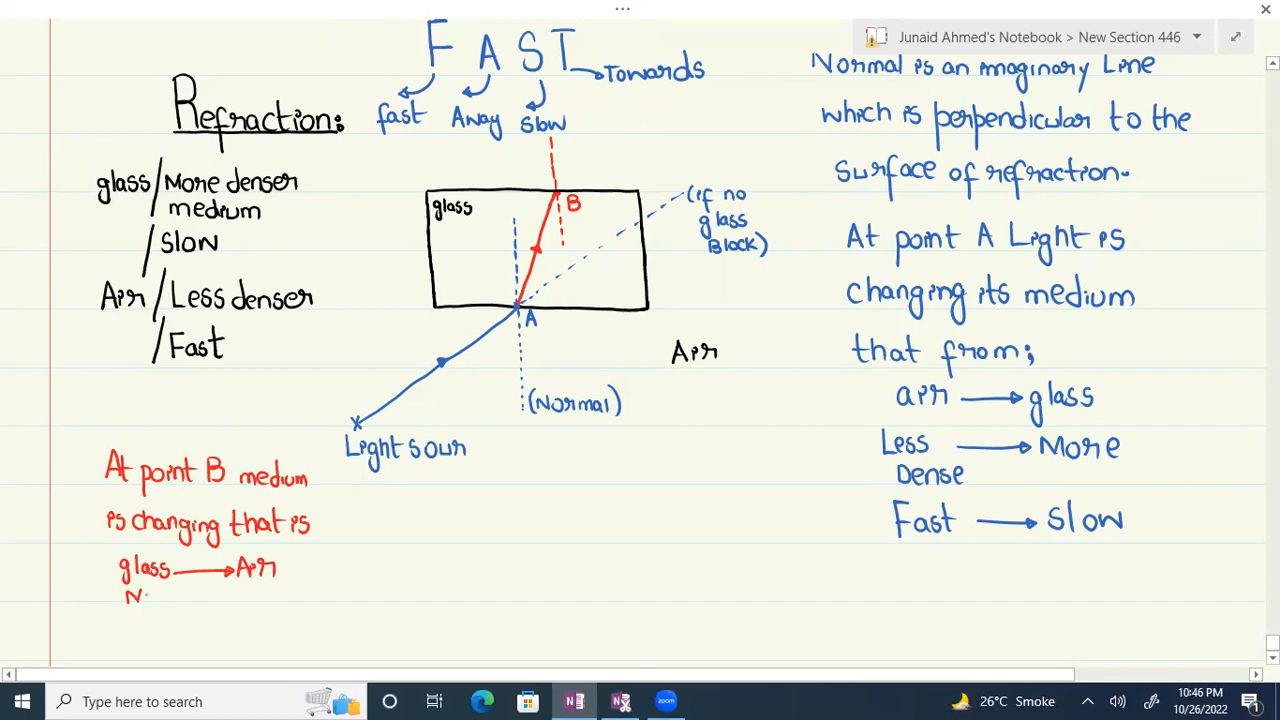 Junaid Ahmed's Notebook > New Section 446
F A S T
Towards
fast Away Slow
Refraction:
glass/More denser
medium
/Slow
Air/Less denser
/Fast
glass
B
(if no
glass
Block)
A
Air
(Normal)
Light sour
Normal is an imaginary Line
which is perpendicular to the
surface of refraction.
At point A Light is
changing its medium
that from;
air → glass
Less → More
Dense
Fast → Slow
At point B medium
is changing that is
glass → Air
Type here to search
26°C Smoke
10:46 PM
10/26/2022
1